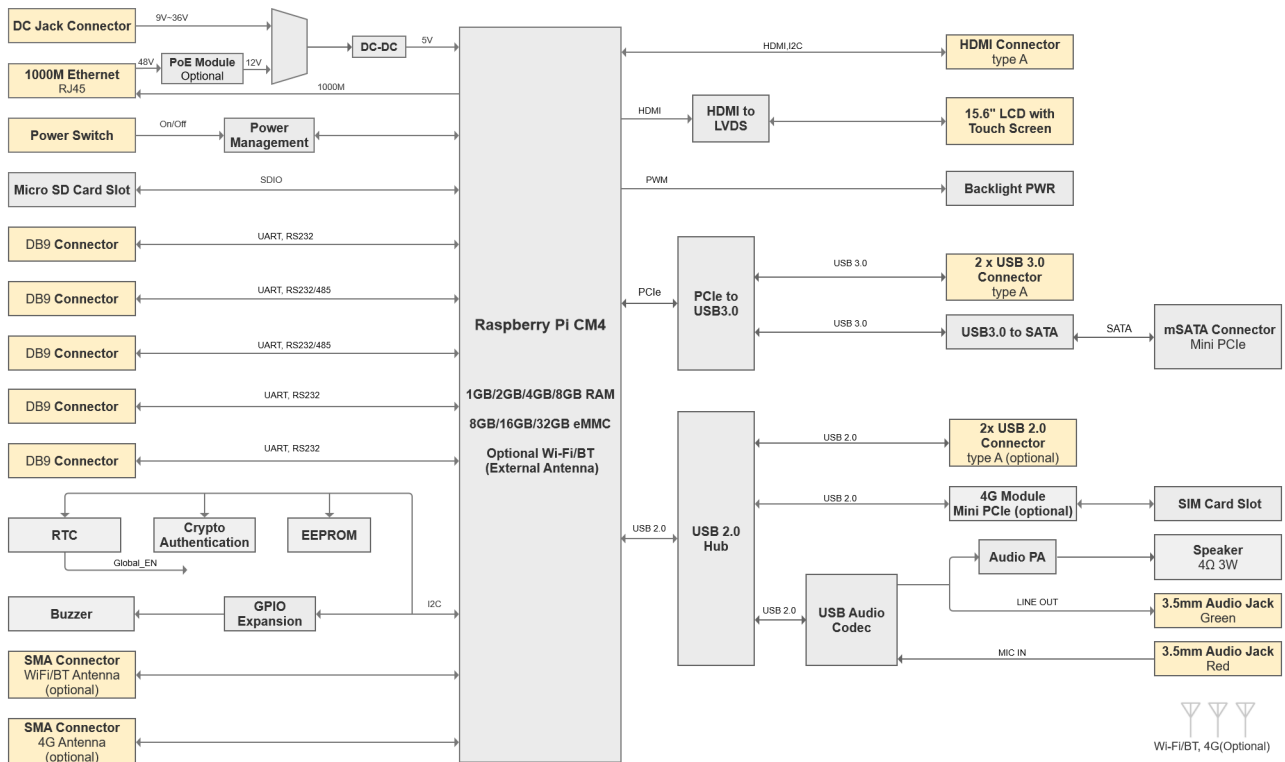 DC Jack Connector
9V~36V
DC-DC
5V
1000M Ethernet
RJ45
48V
PoE Module
Optional
12V
1000M
Power Switch
On/Off
Power
Management
Micro SD Card Slot
SDIO
DB9 Connector
UART, RS232
DB9 Connector
UART, RS232/485
DB9 Connector
UART, RS232/485
DB9 Connector
UART, RS232
DB9 Connector
UART, RS232
RTC
Crypto
Authentication
EEPROM
Global_EN
Buzzer
GPIO
Expansion
I2C
SMA Connector
WiFi/BT Antenna
(optional)
SMA Connector
4G Antenna
(optional)
Raspberry Pi CM4
1GB/2GB/4GB/8GB RAM
8GB/16GB/32GB eMMC
Optional Wi-Fi/BT
(External Antenna)
HDMI,I2C
HDMI Connector
type A
HDMI
HDMI to
LVDS
15.6" LCD with
Touch Screen
PWM
Backlight PWR
PCIe
PCIe to
USB3.0
USB 3.0
2 x USB 3.0
Connector
type A
USB 3.0
USB3.0 to SATA
SATA
mSATA Connector
Mini PCIe
USB 2.0
USB 2.0
Hub
USB 2.0
2x USB 2.0
Connector
type A (optional)
USB 2.0
4G Module
Mini PCIe (optional)
SIM Card Slot
USB 2.0
USB Audio
Codec
Audio PA
Speaker
4Ω 3W
LINE OUT
3.5mm Audio Jack
Green
MIC IN
3.5mm Audio Jack
Red
Wi-Fi/BT, 4G(Optional)